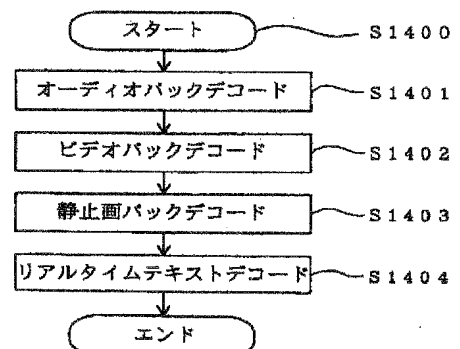 スタート S1400
オーディオパックデコード S1401
ビデオパックデコード S1402
静止画パックデコード S1403
リアルタイムテキストデコード S1404
エンド